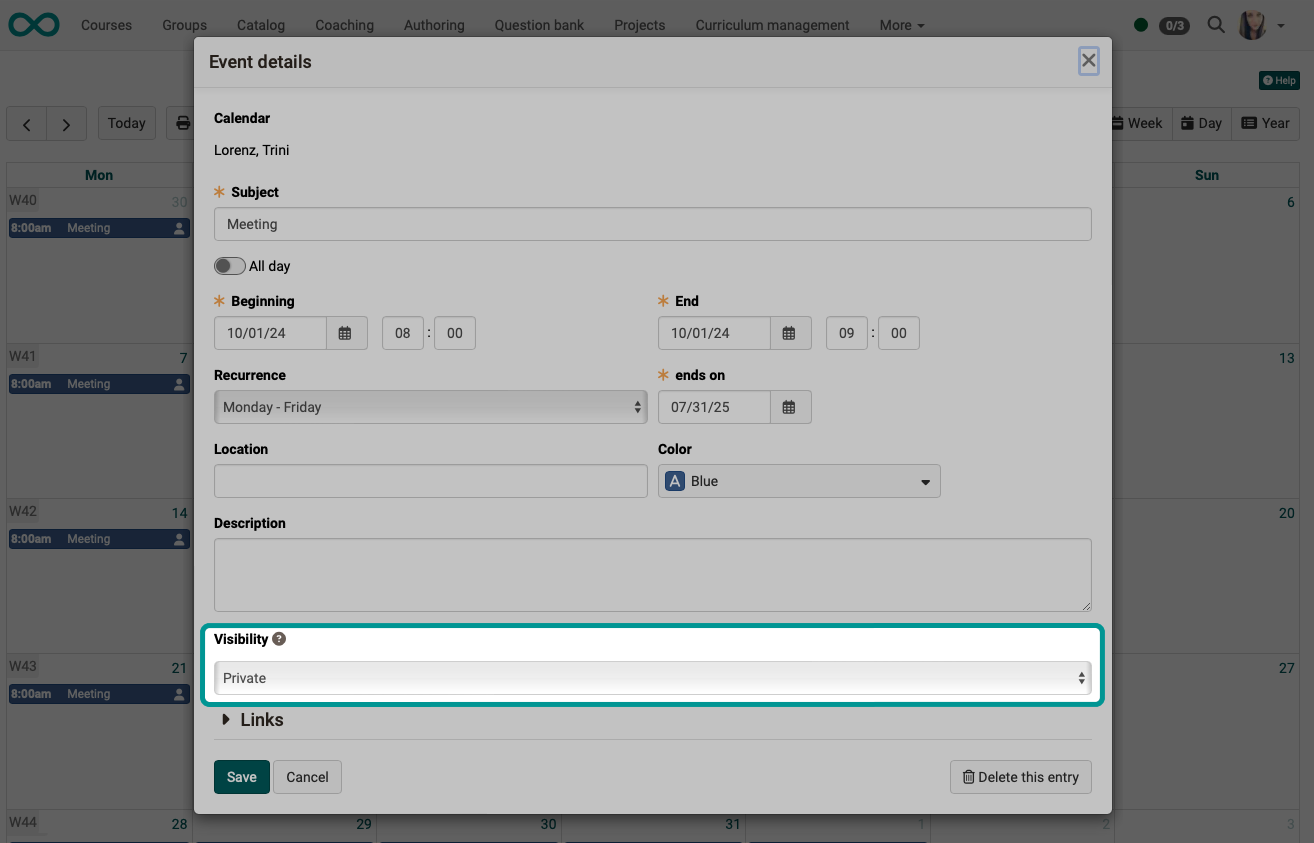 Courses Groups Catalog Coaching Authoring Question bank Projects Curriculum management More 0/3
Event details
Help
Calendar
Today Week Day Year
Lorenz, Trini
Mon Sun
Subject
W40 30 6
Meeting
8:00am Meeting
All day
Beginning End
10/01/24 08 : 00 10/01/24 09 : 00
W41 7 13
Recurrence ends on
8:00am Meeting
Monday - Friday 07/31/25
Location Color
A Blue
W42 14 20
Description
8:00am Meeting
Visibility ?
W43 21 27
Private
8:00am Meeting
Links
Save Cancel Delete this entry
W44 28 29 30 31 1 2 3